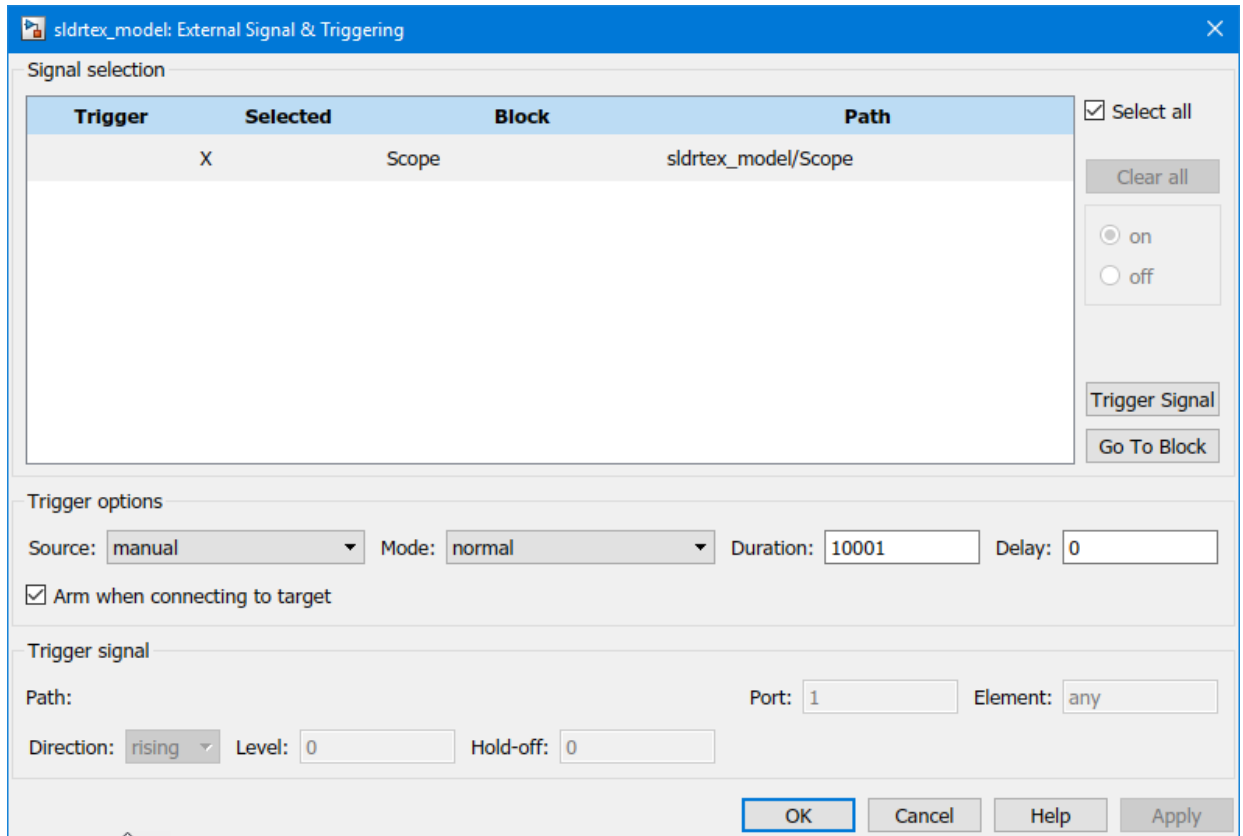 sldrtex_model: External Signal & Triggering
Signal selection
Trigger Selected Block Path
X Scope sldrtex_model/Scope
Select all
Clear all
on
off
Trigger Signal
Go To Block
Trigger options
Source: manual Mode: normal Duration: 10001 Delay: 0
Arm when connecting to target
Trigger signal
Path: Port: 1 Element: any
Direction: rising Level: 0 Hold-off: 0
OK Cancel Help Apply